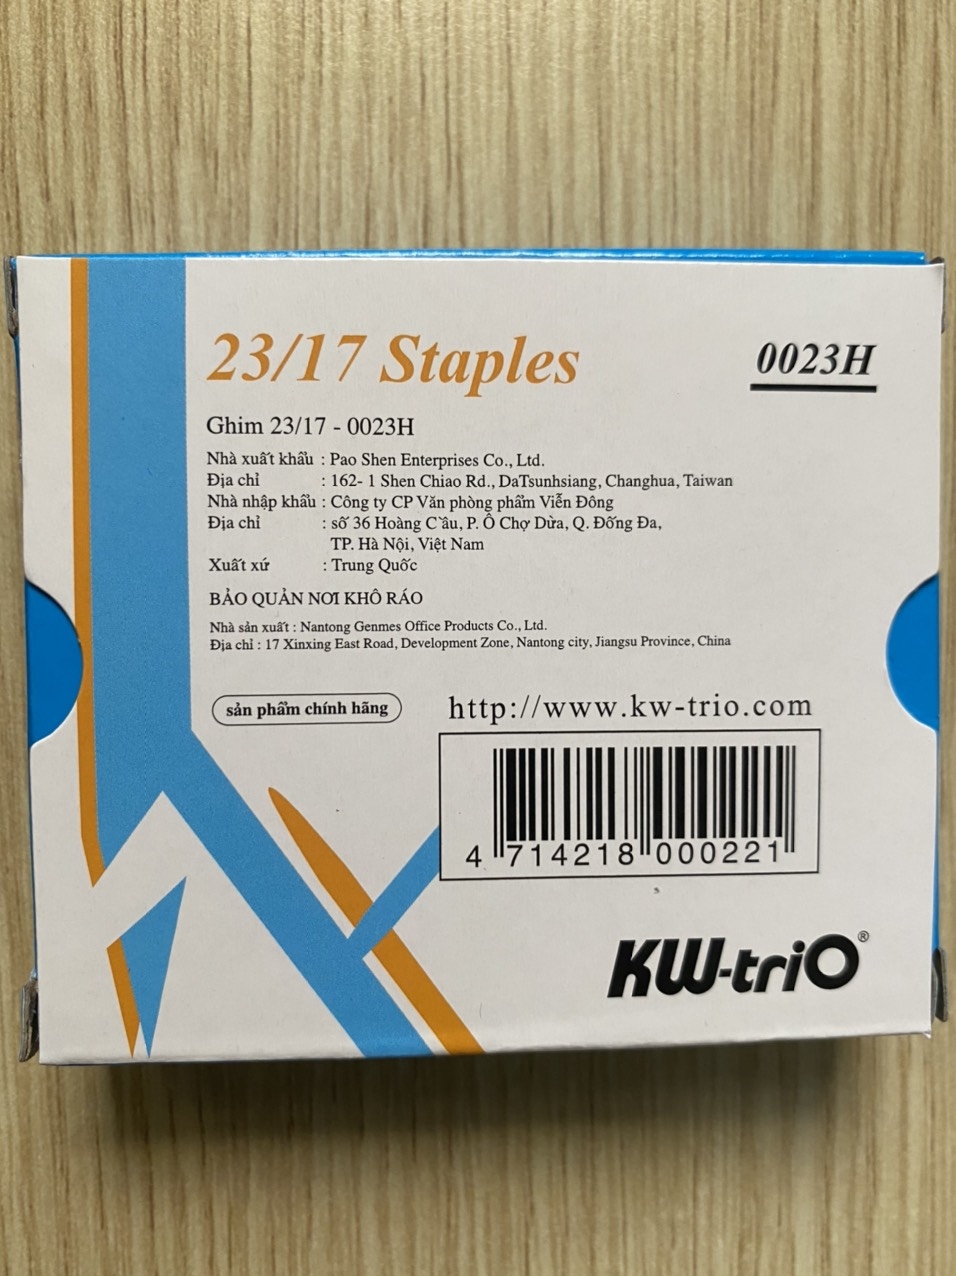 23/17 Staples
0023H
Ghim 23/17 - 0023H
Nhà xuất khẩu : Pao Shen Enterprises Co., Ltd.
Địa chỉ : 162- 1 Shen Chiao Rd., DaTsunhsiang, Changhua, Taiwan
Nhà nhập khẩu : Công ty CP Văn phòng phẩm Viễn Đông
Địa chỉ : số 36 Hoàng Cầu, P. Ô Chợ Dừa, Q. Đống Đa,
TP. Hà Nội, Việt Nam
Xuất xứ : Trung Quốc
BẢO QUẢN NƠI KHÔ RÁO
Nhà sản xuất : Nantong Genmes Office Products Co., Ltd.
Địa chỉ : 17 Xinxing East Road, Development Zone, Nantong city, Jiangsu Province, China
sản phẩm chính hãng
http://www.kw-trio.com
4 714218 000221
KW-triO®